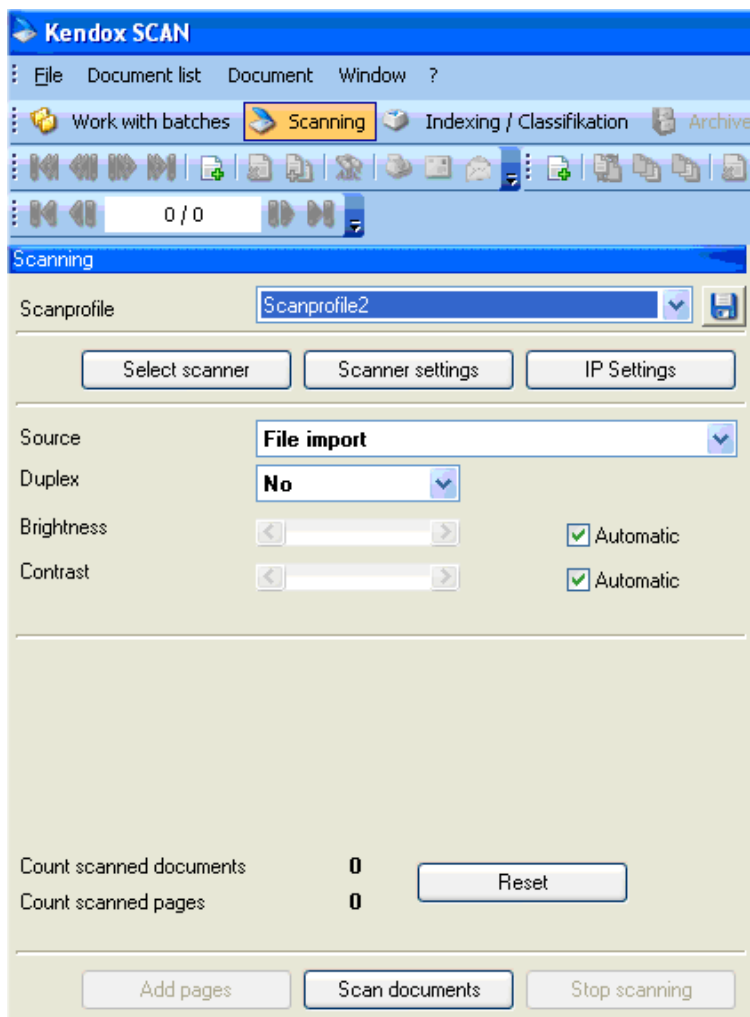 Kendox SCAN
File Document list Document Window ?
Work with batches Scanning Indexing / Classifikation Archive
0 / 0
Scanning
Scanprofile Scanprofile2
Select scanner Scanner settings IP Settings
Source File import
Duplex No
Brightness Automatic
Contrast Automatic
Count scanned documents 0
Reset
Count scanned pages 0
Add pages Scan documents Stop scanning